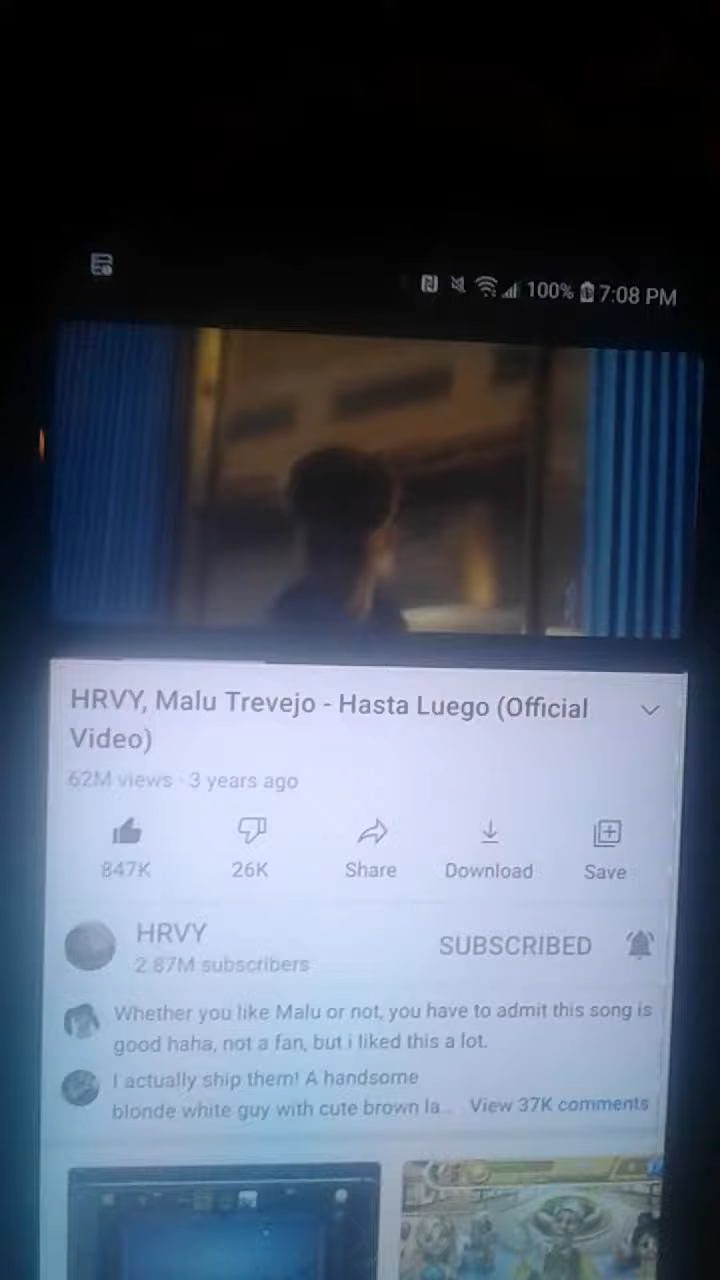 100% 7:08 PM
HRVY, Malu Trevejo - Hasta Luego (Official
Video)
62M views · 3 years ago
847K
26K
Share
Download
Save
HRVY
2.87M subscribers
SUBSCRIBED
Whether you like Malu or not, you have to admit this song is
good haha, not a fan, but i liked this a lot.
I actually ship them! A handsome
blonde white guy with cute brown la... View 37K comments